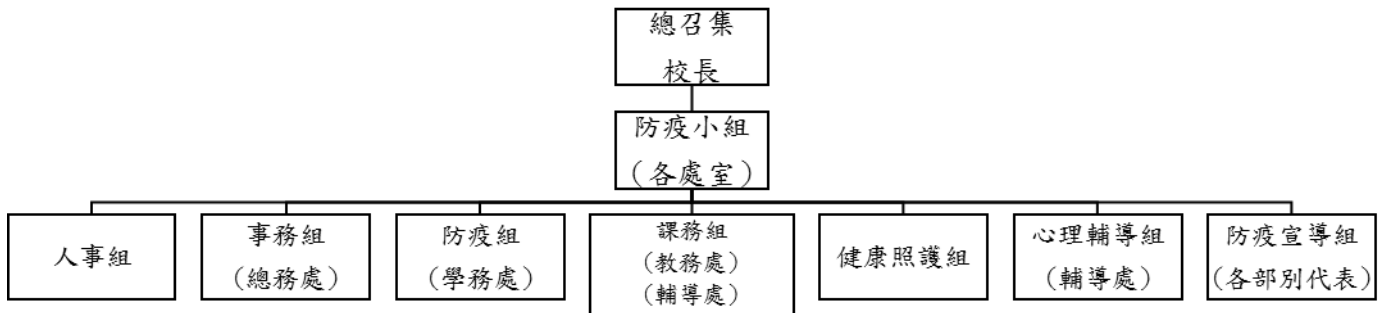 總召集
校長
防疫小組
(各處室)
人事組
事務組
(總務處)
防疫組
(學務處)
課務組
(教務處)
(輔導處)
健康照護組
心理輔導組
(輔導處)
防疫宣導組
(各部別代表)